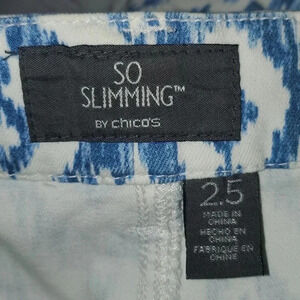 SO
SLIMMING™
BY chico's
2.5
MADE IN
CHINA
HECHO EN
CHINA
FABRIQUÉ EN
CHINE